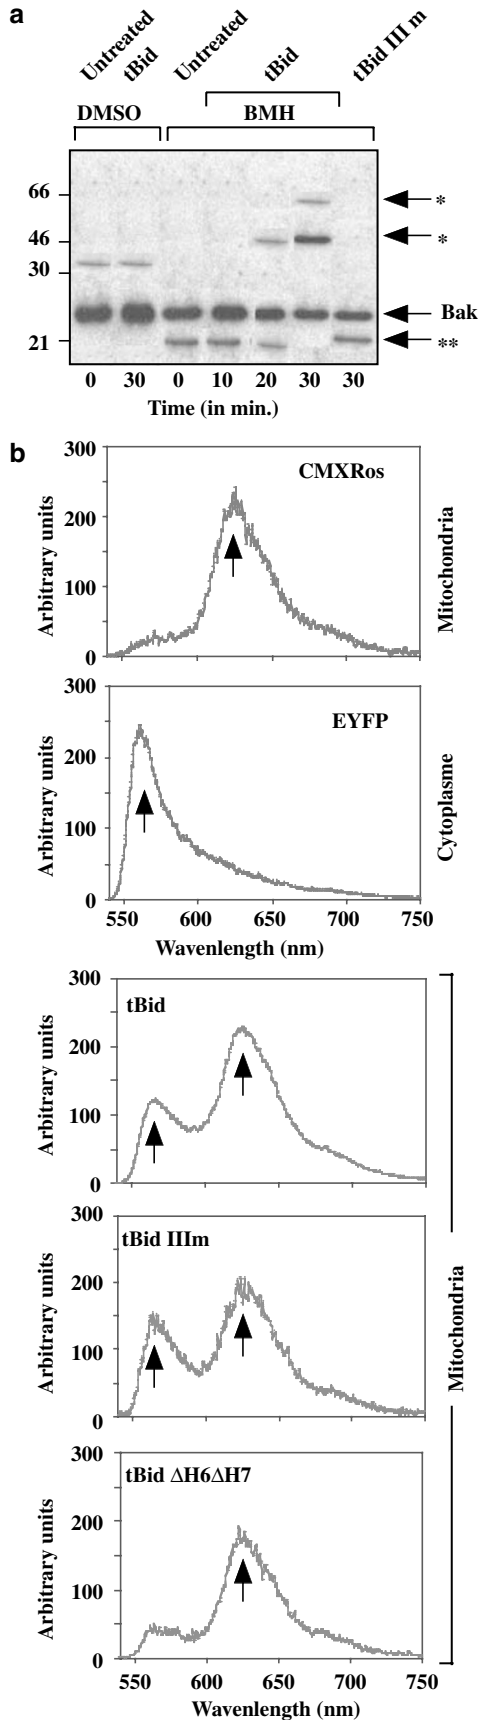 a
Untreated
tBid
Untreated
tBid
tBid III m
DMSO
BMH
66
*
46
*
30
Bak
21
**
0 30 0 10 20 30 30
Time (in min.)
b
300
200
100
0
Arbitrary units
CMXRos
Mitochondria
300
200
100
0
Arbitrary units
EYFP
Cytoplasme
550 600 650 700 750
Wavenlength (nm)
300
200
100
0
Arbitrary units
tBid
300
200
100
0
Arbitrary units
tBid IIIm
Mitochondria
300
200
100
0
Arbitrary units
tBid ΔH6ΔH7
550 600 650 700 750
Wavenlength (nm)